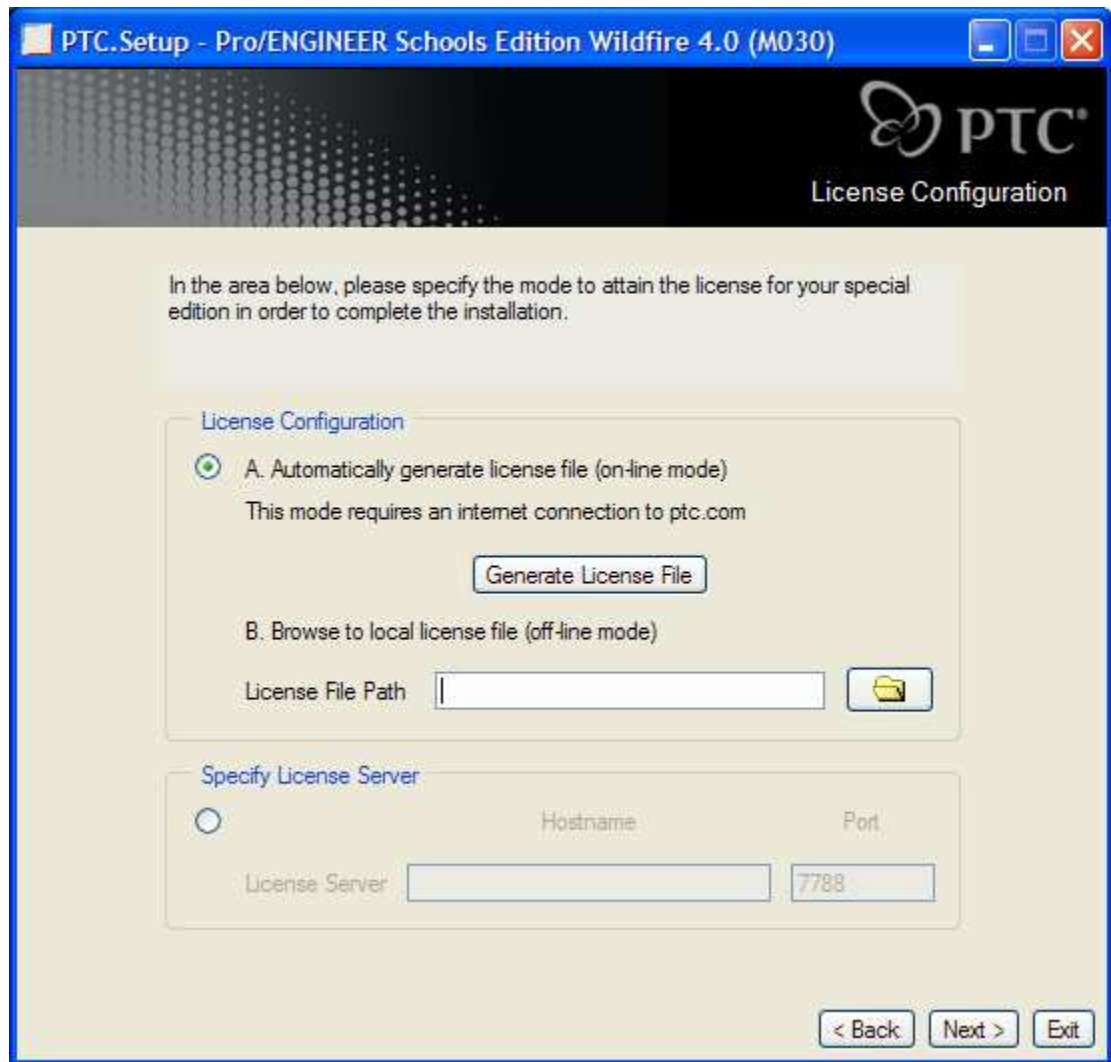 PTC.Setup - Pro/ENGINEER Schools Edition Wildfire 4.0 (M030)
PTC®
License Configuration
In the area below, please specify the mode to attain the license for your special
edition in order to complete the installation.
License Configuration
A. Automatically generate license file (on-line mode)
This mode requires an internet connection to ptc.com
Generate License File
B. Browse to local license file (off-line mode)
License File Path
Specify License Server
Hostname Port
License Server 7788
< Back Next > Exit